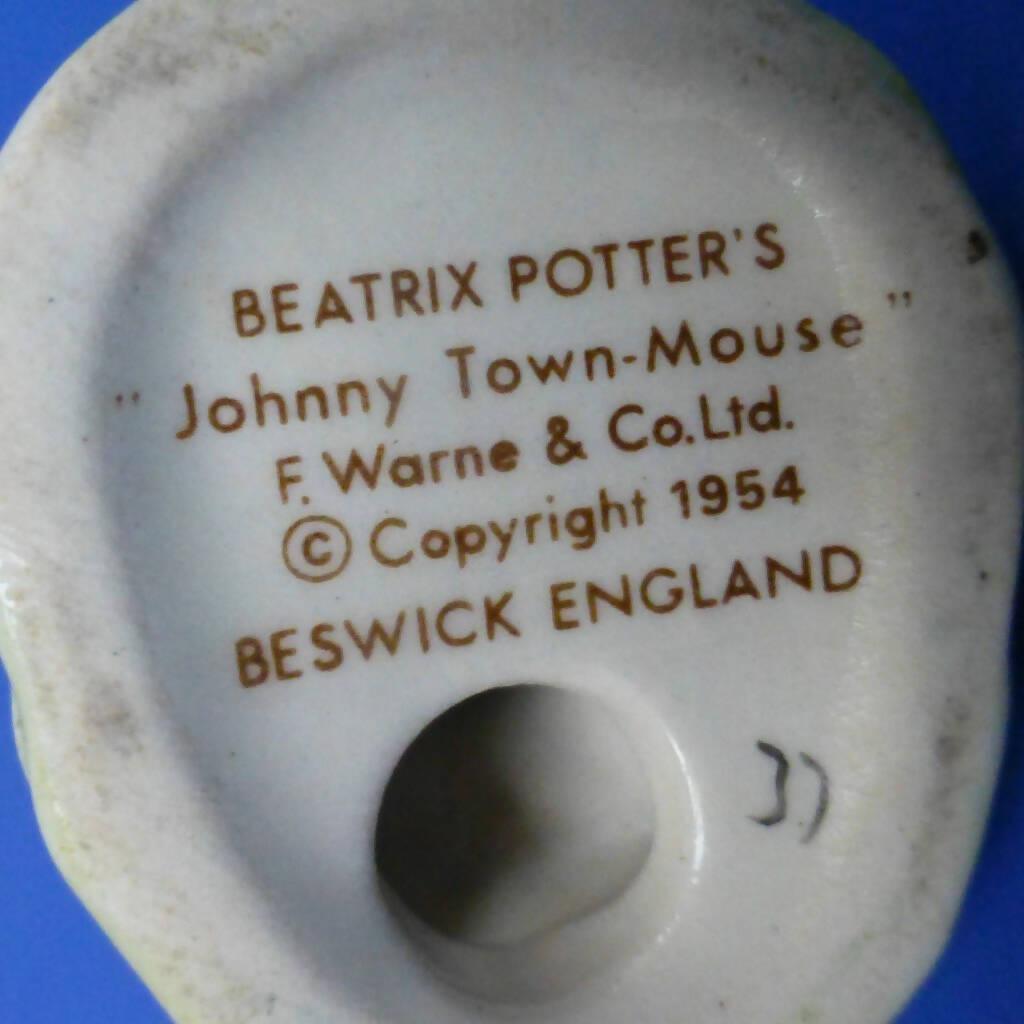 BEATRIX POTTER'S
"Johnny Town-Mouse"
F. Warne & Co.Ltd.
© Copyright 1954
BESWICK ENGLAND